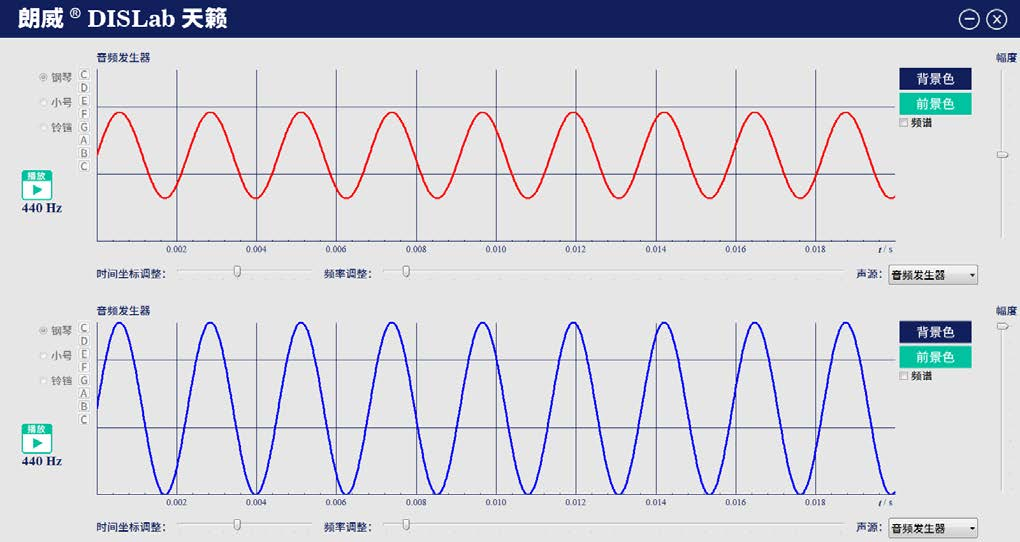 朗威® DISLab 天籁
音频发生器
幅度
钢琴
小号
铃铛
C
D
E
F
G
A
B
C
背景色
前景色
频谱
播放
440 Hz
0.002 0.004 0.006 0.008 0.010 0.012 0.014 0.016 0.018 t / s
时间坐标调整： 频率调整： 声源： 音频发生器
音频发生器
幅度
钢琴
小号
铃铛
C
D
E
F
G
A
B
C
背景色
前景色
频谱
播放
440 Hz
0.002 0.004 0.006 0.008 0.010 0.012 0.014 0.016 0.018 t / s
时间坐标调整： 频率调整： 声源： 音频发生器